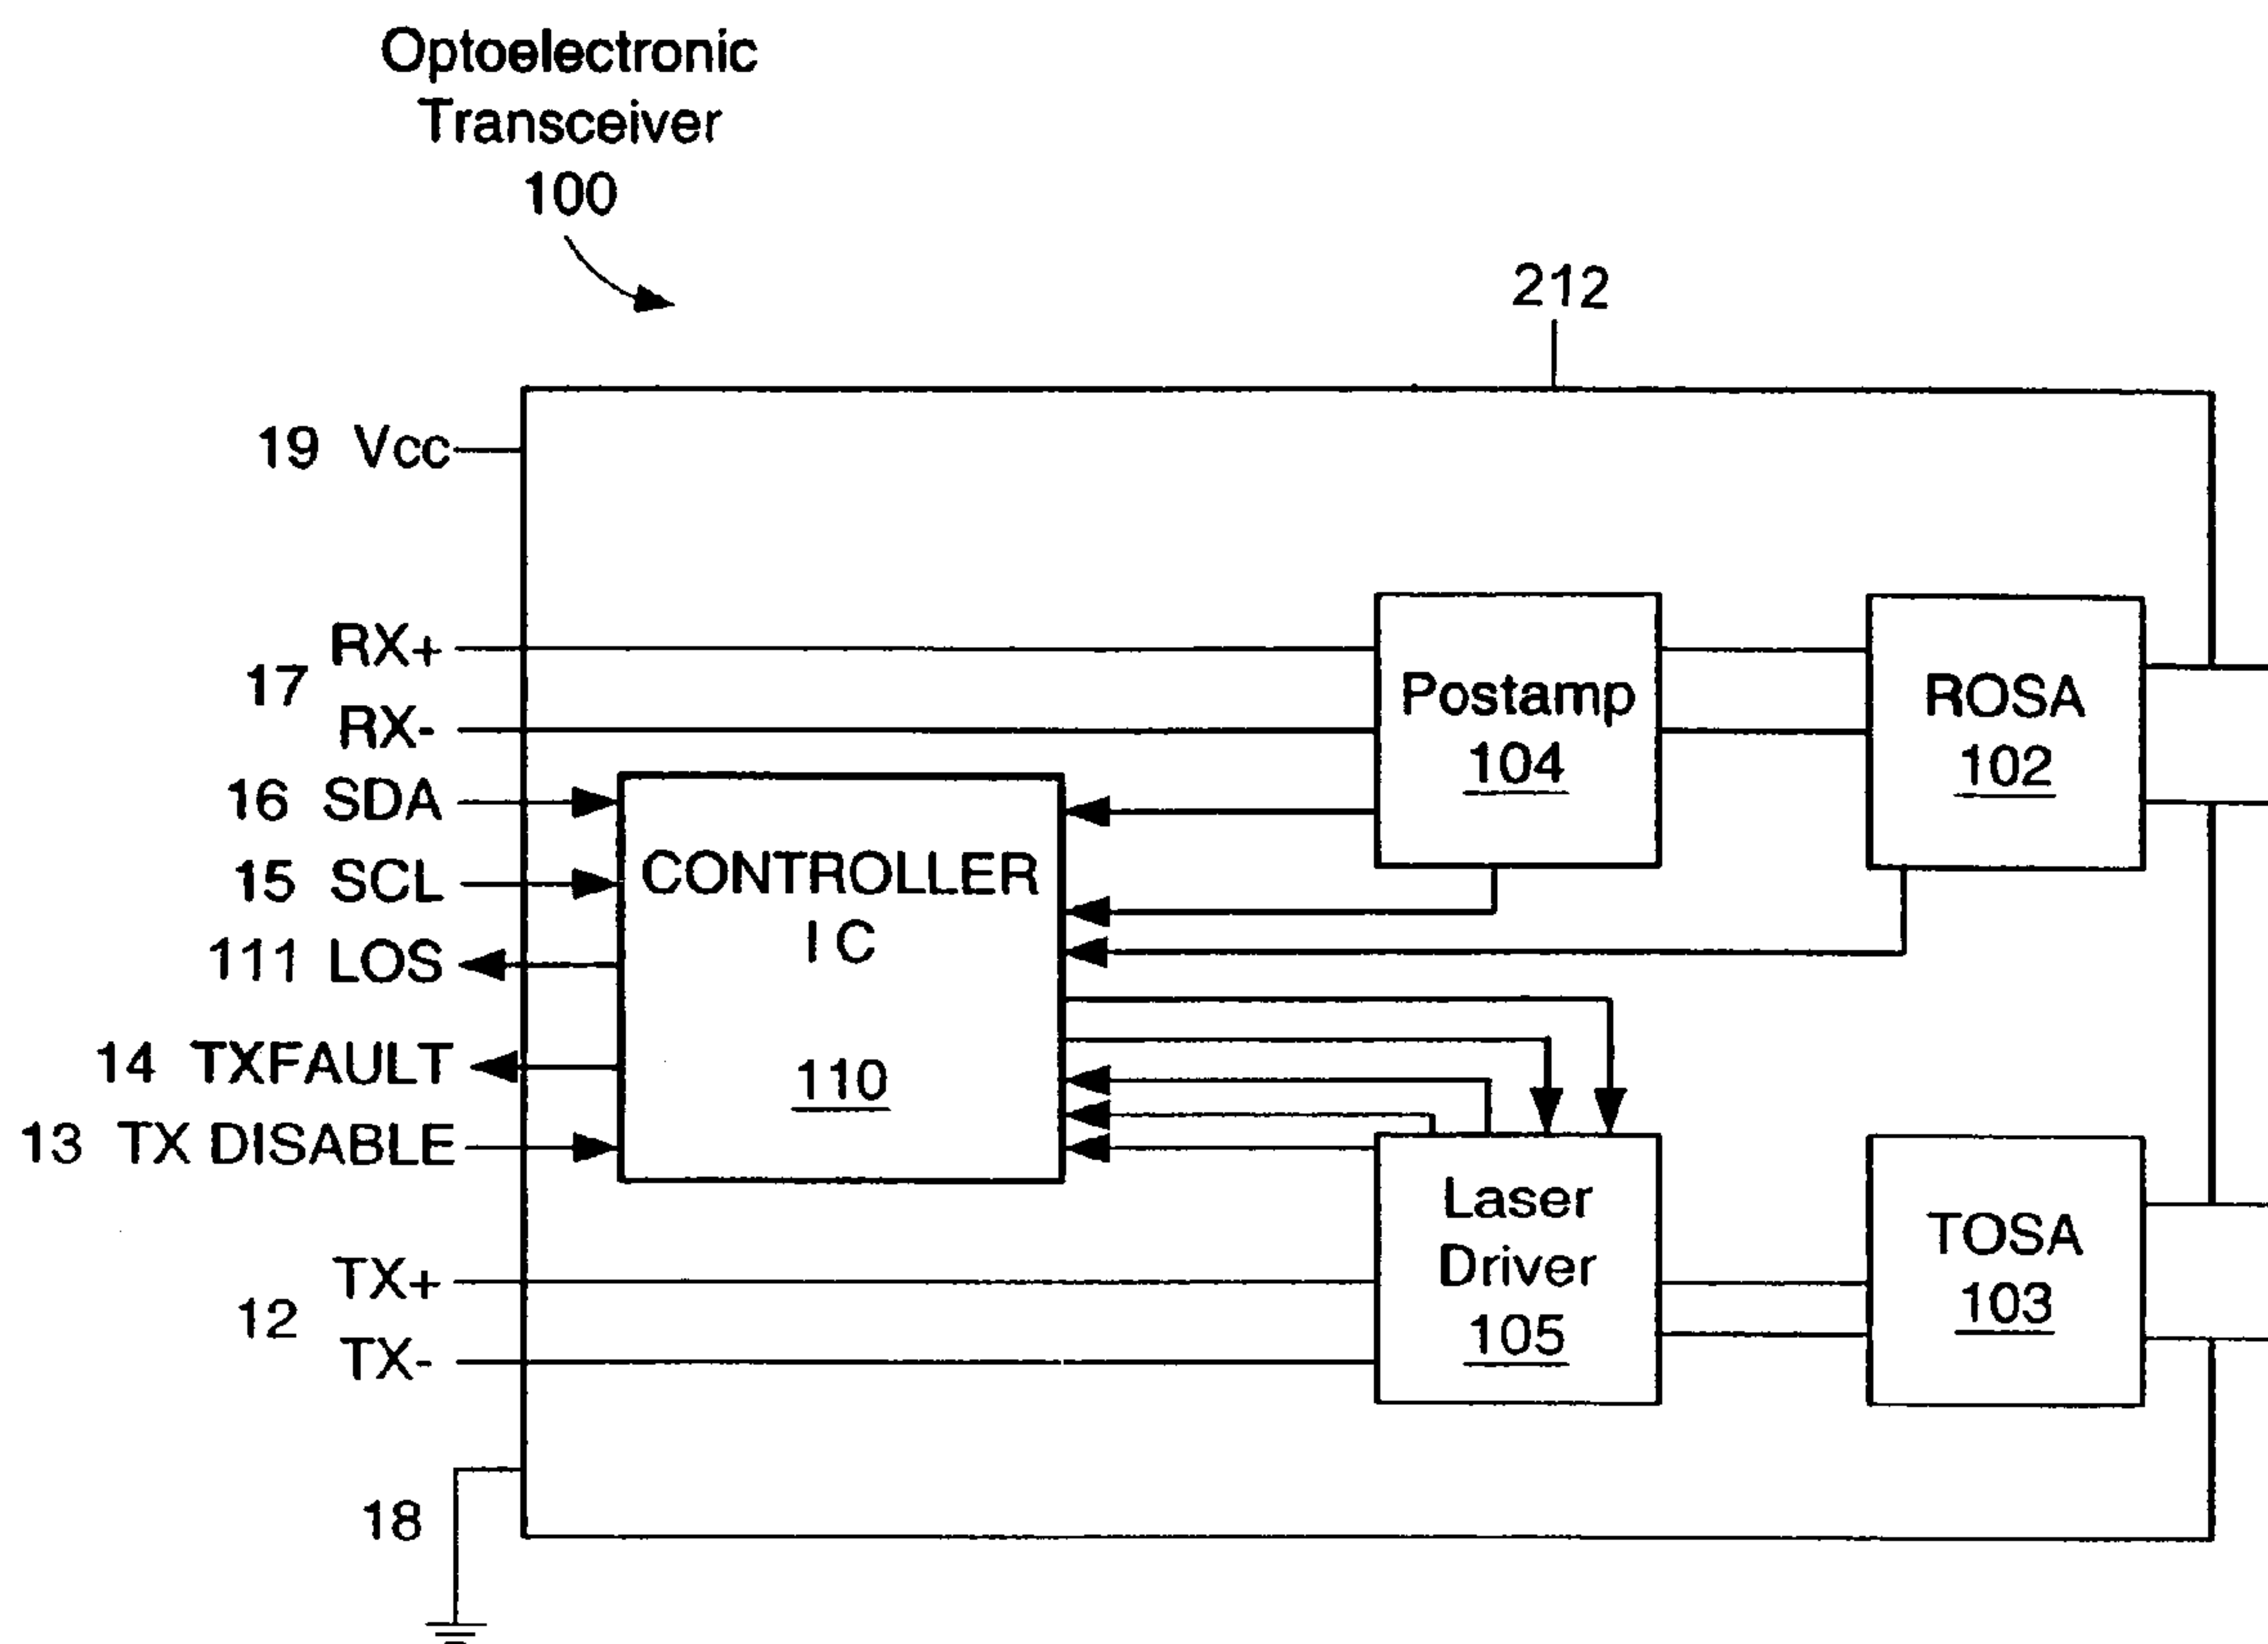 Optoelectronic
Transceiver
100
212
19 Vcc
RX+
17
RX-
16 SDA
15 SCL
111 LOS
14 TXFAULT
13 TX DISABLE
TX+
12
TX-
18
CONTROLLER
I C
110
Postamp
104
ROSA
102
Laser
Driver
105
TOSA
103